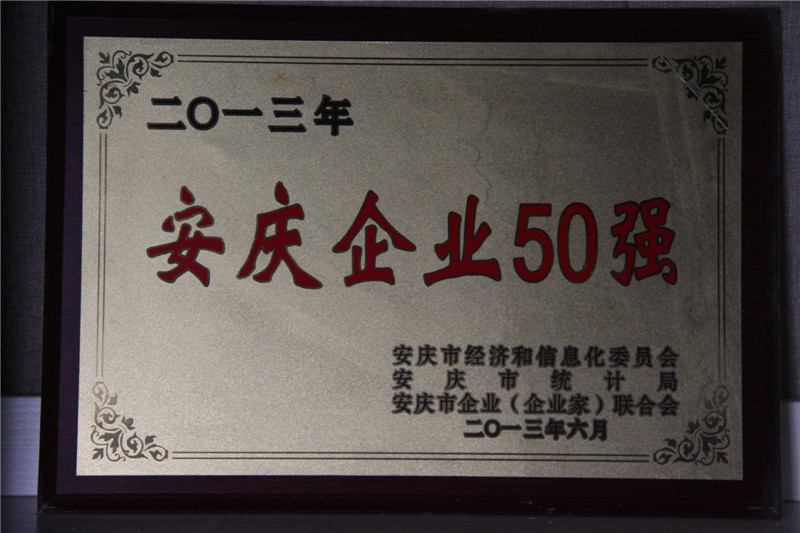 二〇一三年
安庆企业50强
安庆市经济和信息化委员会
安庆市统计局
安庆市企业（企业家）联合会
二〇一三年六月